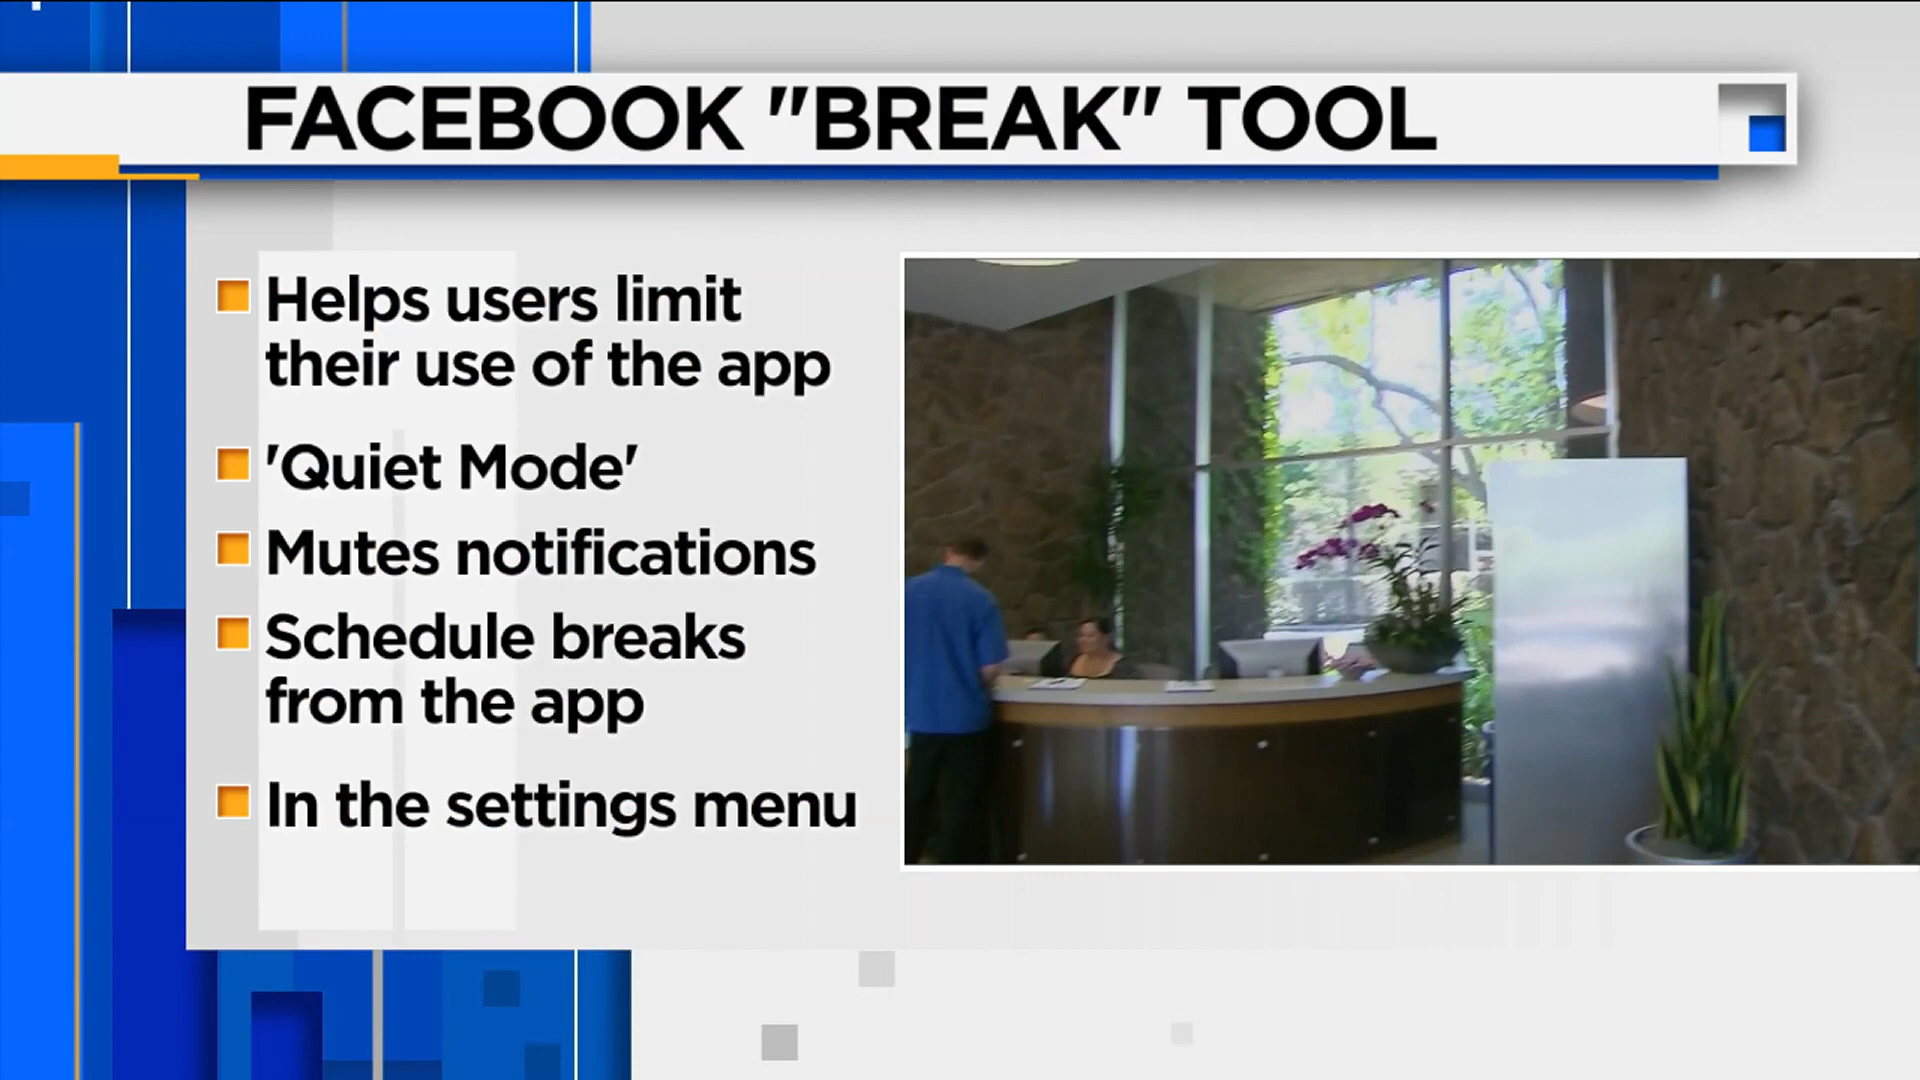 FACEBOOK "BREAK" TOOL
Helps users limit
their use of the app
'Quiet Mode'
Mutes notifications
Schedule breaks
from the app
In the settings menu